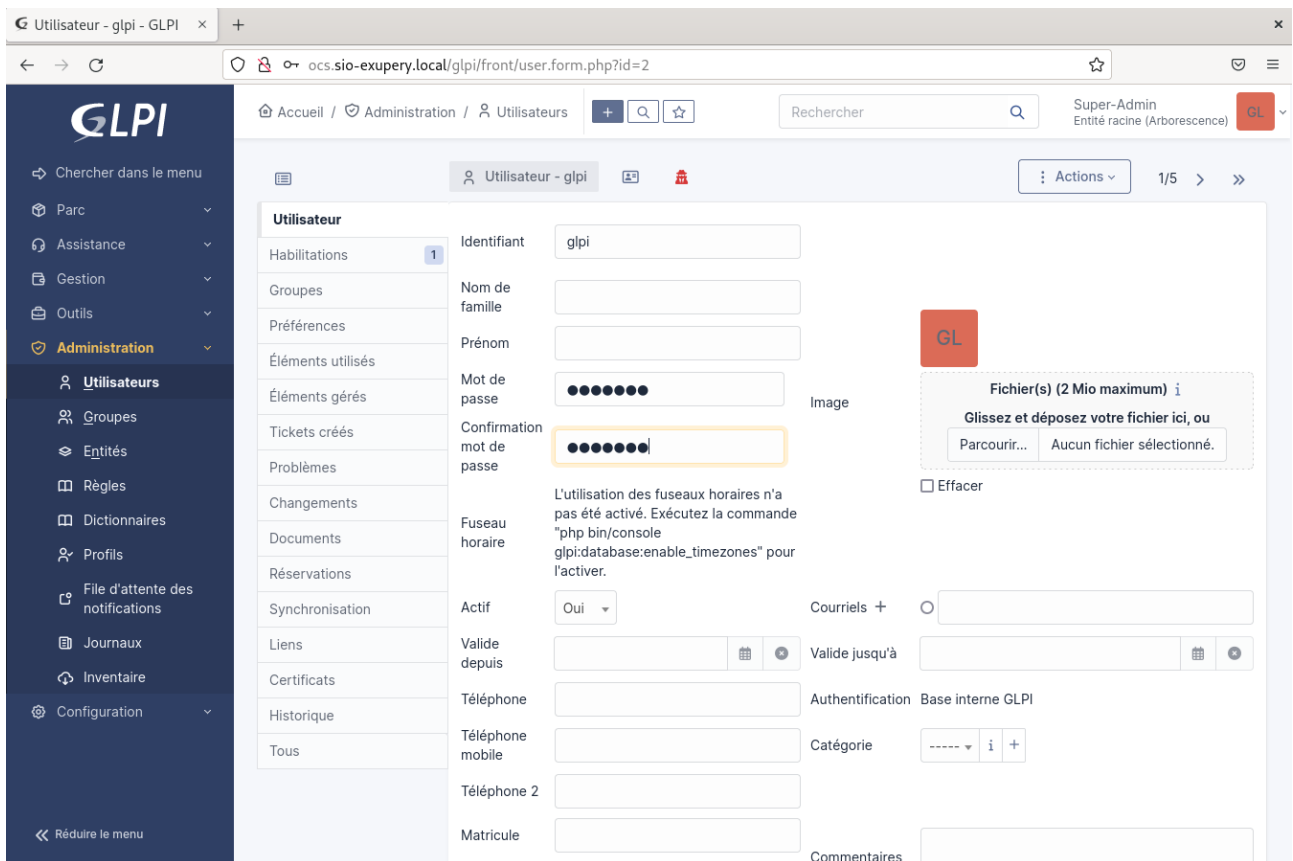 Utilisateur - glpi - GLPI × +
ocs.sio-exupery.local/glpi/front/user.form.php?id=2
GLPI
Chercher dans le menu
Parc
Assistance
Gestion
Outils
Administration
Utilisateurs
Groupes
Entités
Règles
Dictionnaires
Profils
File d'attente des
notifications
Journaux
Inventaire
Configuration
Réduire le menu
Accueil / Administration / Utilisateurs
+
Rechercher
Super-Admin
Entité racine (Arborescence)
GL
Utilisateur - glpi
Actions
1/5
Utilisateur
Habilitations 1
Groupes
Préférences
Éléments utilisés
Éléments gérés
Tickets créés
Problèmes
Changements
Documents
Réservations
Synchronisation
Liens
Certificats
Historique
Tous
Identifiant glpi
Nom de
famille
Prénom
Mot de
passe
●●●●●●●
Confirmation
mot de
passe
●●●●●●●
Fuseau
horaire
L'utilisation des fuseaux horaires n'a
pas été activé. Exécutez la commande
"php bin/console
glpi:database:enable_timezones" pour
l'activer.
Actif Oui
Valide
depuis
Téléphone
Téléphone
mobile
Téléphone 2
Matricule
Image
GL
Fichier(s) (2 Mio maximum) i
Glissez et déposez votre fichier ici, ou
Parcourir... Aucun fichier sélectionné.
Effacer
Courriels +
Valide jusqu'à
Authentification Base interne GLPI
Catégorie ----- i +
Commentaires